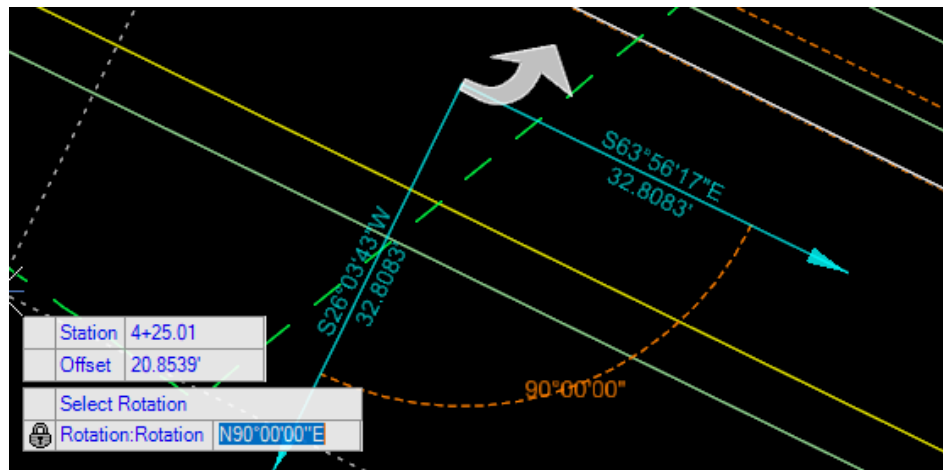 S63°56'17"E
32.8083'
S26°03'43"W
32.8083'
90°00'00"
Station 4+25.01
Offset 20.8539'
Select Rotation
Rotation:Rotation N90°00'00"E